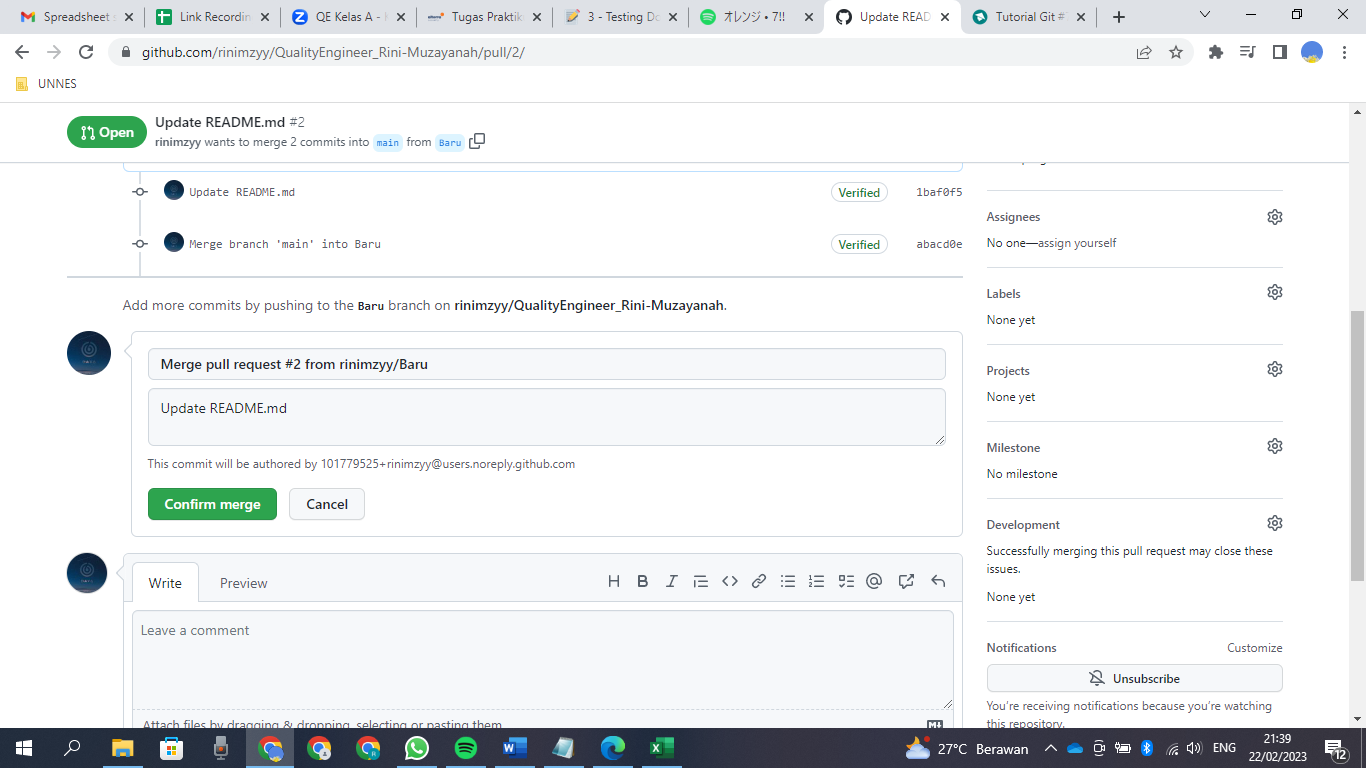 Spreadsheet s
Link Recordin
QE Kelas A -
Tugas Praktik
3 - Testing Do
オレンジ • 7!!
Update READ
Tutorial Git #
github.com/rinimzyy/QualityEngineer_Rini-Muzayanah/pull/2/
UNNES
Open
Update README.md #2
rinimzyy wants to merge 2 commits into main from Baru
Update README.md Verified 1baf0f5
Merge branch 'main' into Baru Verified abacd0e
Add more commits by pushing to the Baru branch on rinimzyy/QualityEngineer_Rini-Muzayanah.
Merge pull request #2 from rinimzyy/Baru
Update README.md
This commit will be authored by 101779525+rinimzyy@users.noreply.github.com
Confirm merge Cancel
Write Preview
Leave a comment
Attach files by dragging & dropping, selecting or pasting them.
Assignees
No one—assign yourself
Labels
None yet
Projects
None yet
Milestone
No milestone
Development
Successfully merging this pull request may close these
issues.
None yet
Notifications Customize
Unsubscribe
You're receiving notifications because you're watching
this repository.
27°C Berawan
ENG
21:39
22/02/2023
12